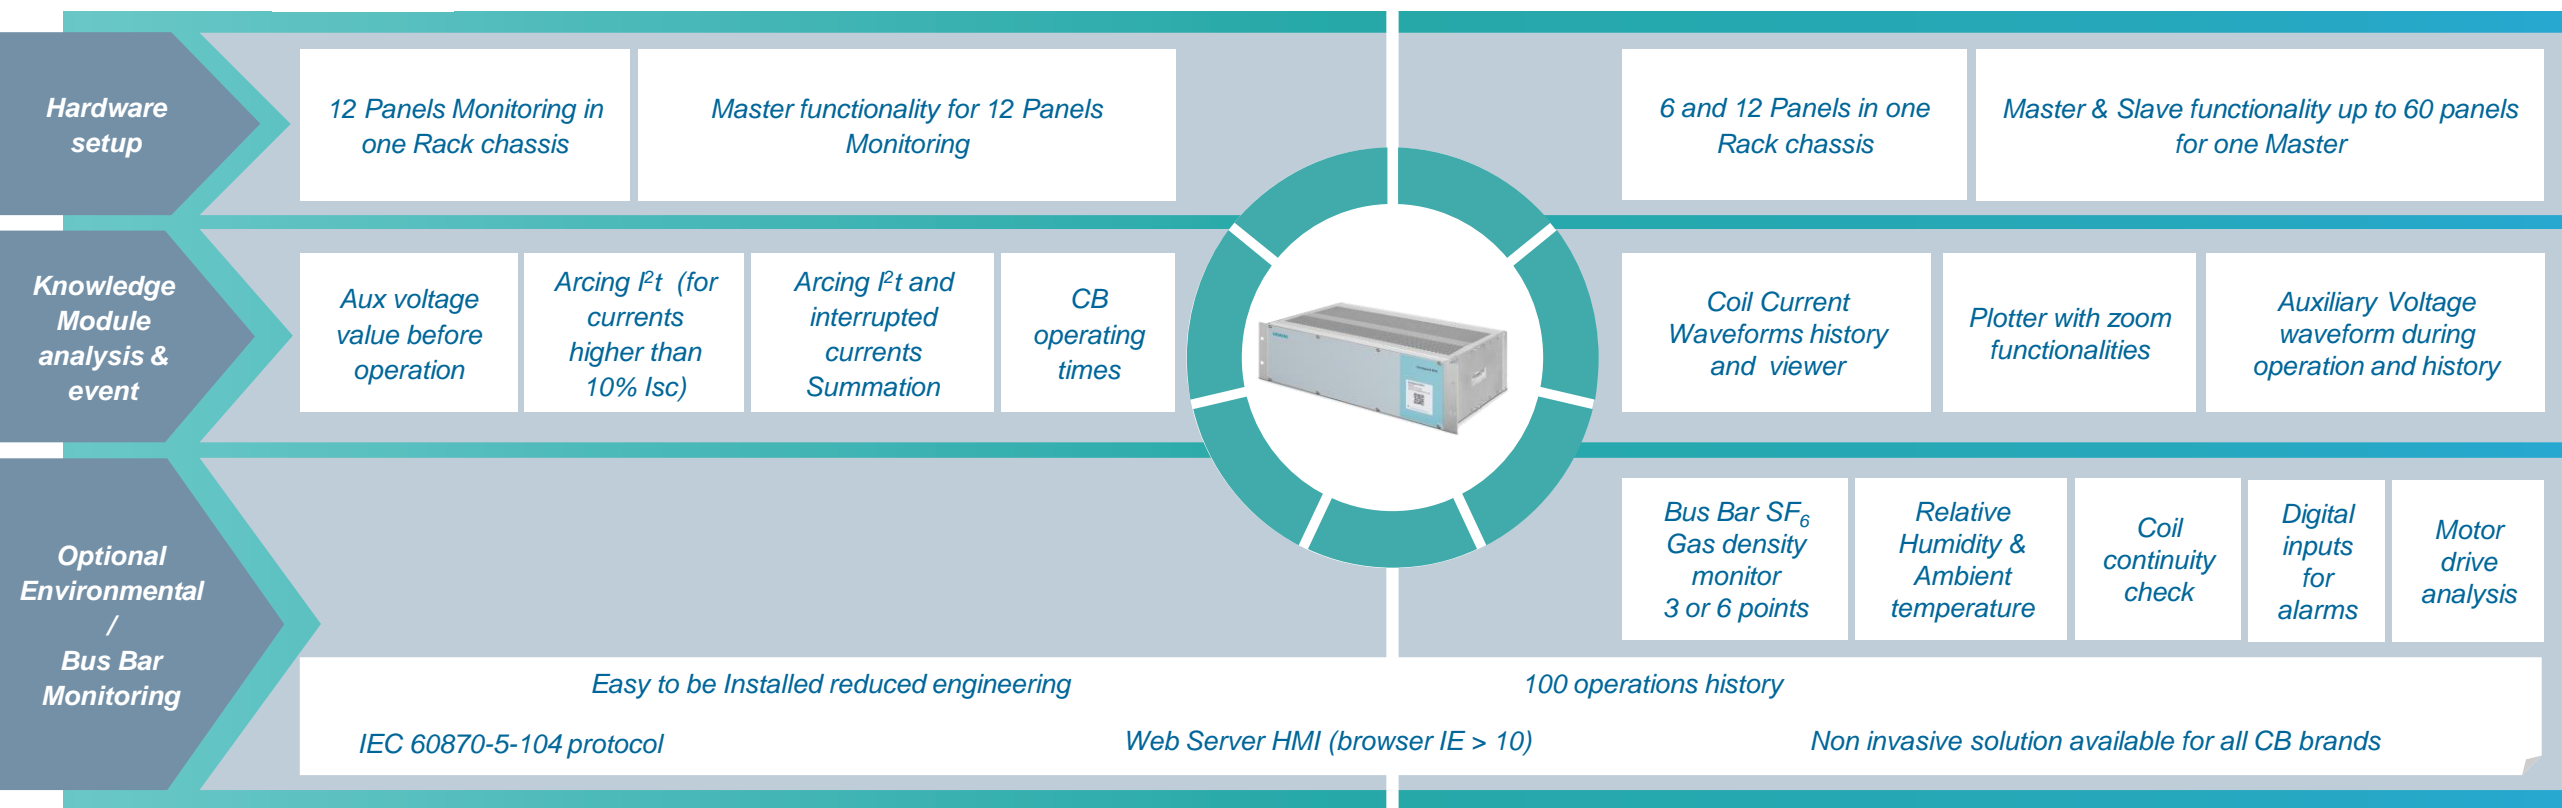 Hardware
setup
12 Panels Monitoring in
one Rack chassis
Master functionality for 12 Panels
Monitoring
6 and 12 Panels in one
Rack chassis
Master & Slave functionality up to 60 panels
for one Master
Knowledge
Module
analysis &
event
Aux voltage
value before
operation
Arcing I²t (for
currents
higher than
10% Isc)
Arcing I²t and
interrupted
currents
Summation
CB
operating
times
SIEMENS
Coil Current
Waveforms history
and viewer
Plotter with zoom
functionalities
Auxiliary Voltage
waveform during
operation and history
Optional
Environmental
/
Bus Bar
Monitoring
Bus Bar SF₆
Gas density
monitor
3 or 6 points
Relative
Humidity &
Ambient
temperature
Coil
continuity
check
Digital
inputs
for
alarms
Motor
drive
analysis
Easy to be Installed reduced engineering
100 operations history
IEC 60870-5-104 protocol
Web Server HMI (browser IE > 10)
Non invasive solution available for all CB brands